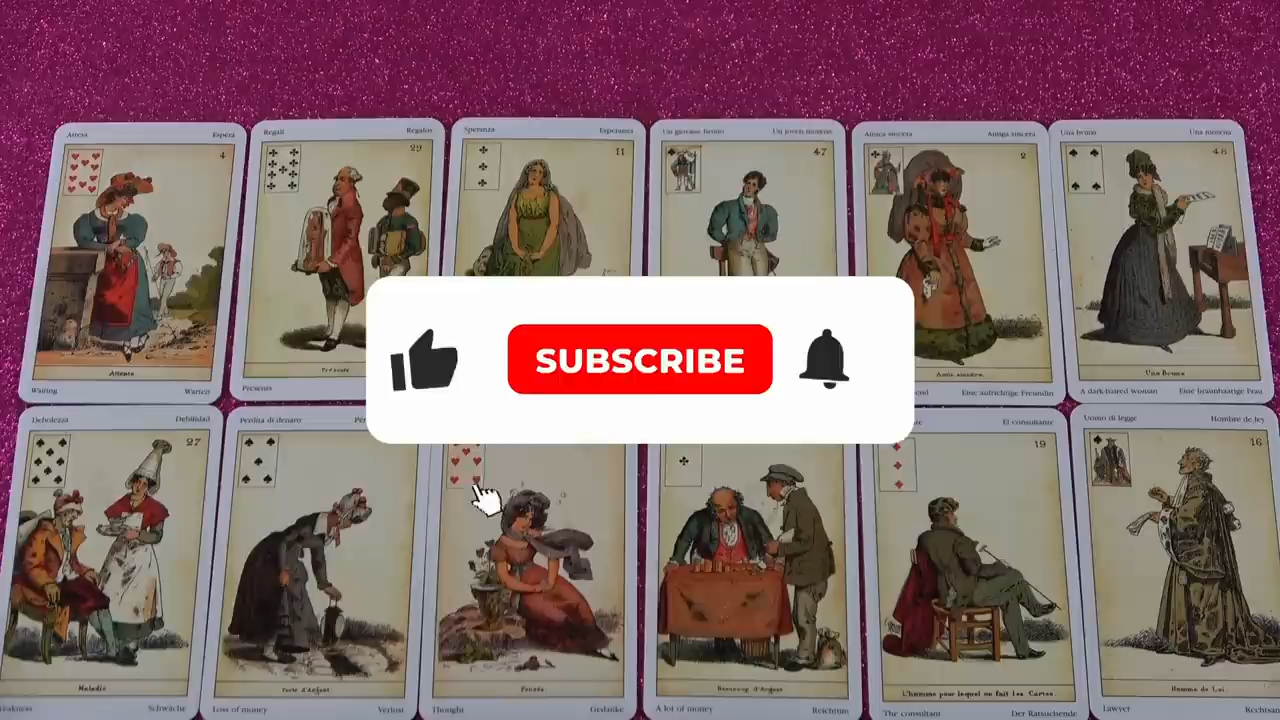 Attesa Espera
4
Attente
Waiting Warten
Regali Regalos
29
Présents
Presents
Speranza Esperanza
11
Un giovane bruno Un joven moreno
47
Amica sincera Amiga sincera
2
Amie sincère.
Eine aufrichtige Freundin
Una bruna Una morena
48
Une Brune
A dark-haired woman Eine braunhaarige Frau
SUBSCRIBE
Debolezza Debilidad
27
Maladie
Schwäche
Perdita di denaro
Perte d'Argent
Loss of money Verlust
Pensée
Thought Gedanke
Beaucoup d'Argent
A lot of money Reichtum
El consultante
19
L'homme pour lequel on fait les Cartes.
The consultant Der Ratsuchende
Uomo di legge Hombre de ley
16
Homme de Loi.
Lawyer